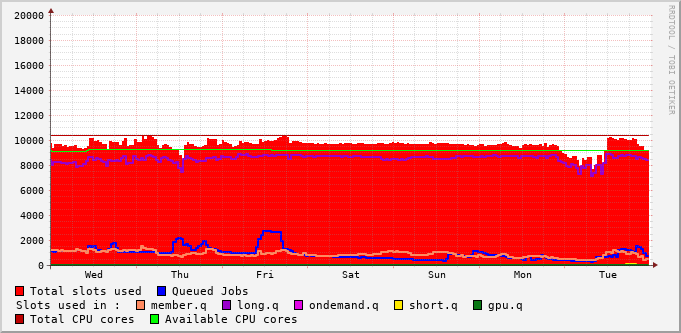 20000
18000
16000
14000
12000
10000
8000
6000
4000
2000
0
Wed Thu Fri Sat Sun Mon Tue
Total slots used Queued Jobs
Slots used in : member.q long.q ondemand.q short.q gpu.q
Total CPU cores Available CPU cores
RRDTOOL / TOBI OETIKER